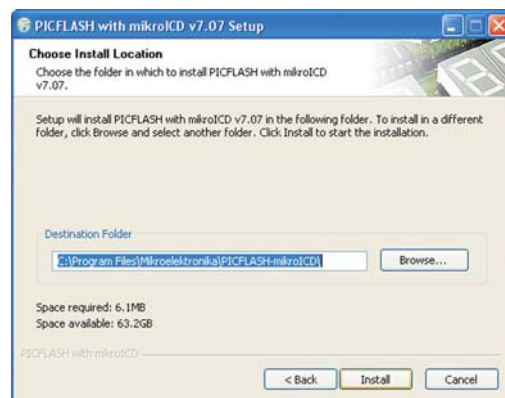 PICFLASH with mikroICD v7.07 Setup
Choose Install Location
Choose the folder in which to install PICFLASH with mikroICD
v7.07.
Setup will install PICFLASH with mikroICD v7.07 in the following folder. To install in a different
folder, click Browse and select another folder. Click Install to start the installation.
Destination Folder
C:\Program Files\Mikroelektronika\PICFLASH-mikroICD\
Browse...
Space required: 6.1MB
Space available: 63.2GB
PICFLASH with mikroICD
< Back Install Cancel